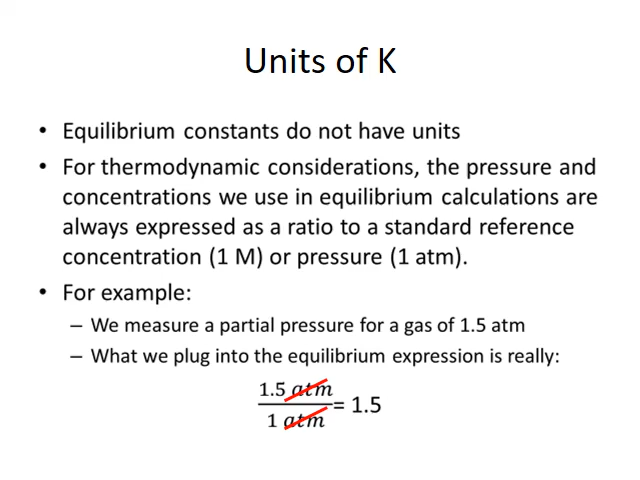 Units of K
• Equilibrium constants do not have units
• For thermodynamic considerations, the pressure and
concentrations we use in equilibrium calculations are
always expressed as a ratio to a standard reference
concentration (1 M) or pressure (1 atm).
• For example:
– We measure a partial pressure for a gas of 1.5 atm
– What we plug into the equilibrium expression is really:
1.5 atm
= 1.5
1 atm